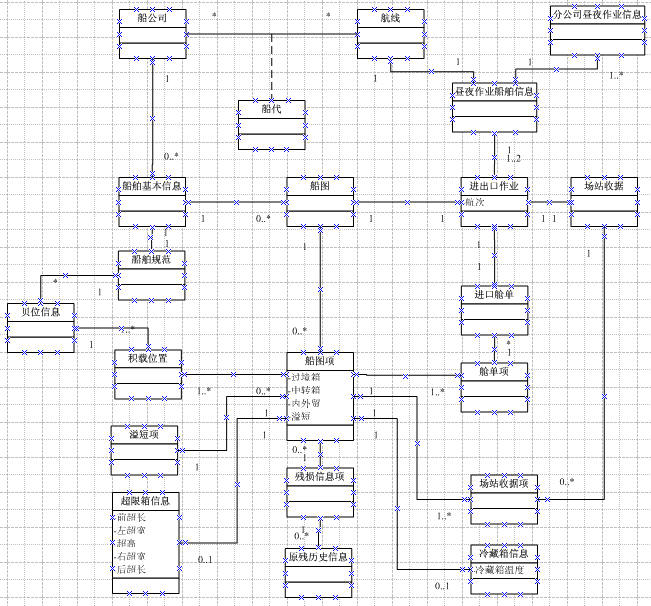 船公司
*
*
航线
分公司昼夜作业信息
1
1
1
1
1..*
昼夜作业船舶信息
船代
1
1..2
0..*
船舶基本信息
船图
进出口作业
航次
场站收据
1
0..*
1
1
1
1
1
1
船舶规范
1
1
1
1
*
1
进口舱单
贝位信息
1
..*
0..*
*
1
积载位置
船图项
舱单项
过境箱
中转箱
内外留
溢短
1..*
0..*
1
1..*
1
1
1
1
溢短项
1
0..*
1
残损信息项
场站收据项
0..*
1..*
超限箱信息
前超长
左超宽
超高
右超宽
后超长
0..1
1
0..*
原残历史信息
冷藏箱信息
冷藏箱温度
0..1